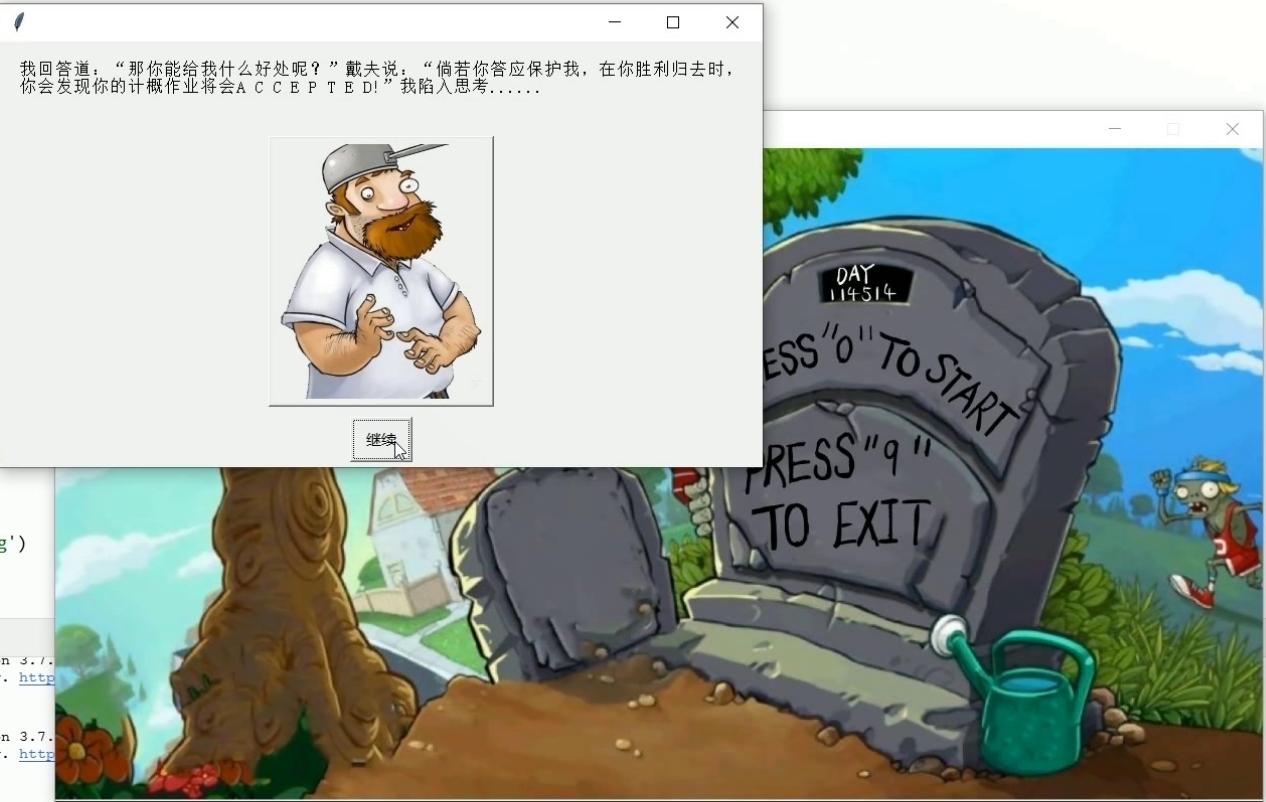 我回答道：“那你能给我什么好处呢？”戴夫说：“倘若你答应保护我，在你胜利归去时，
你会发现你的计概作业将会A C C E P T E D!”我陷入思考......
继续
DAY
114514
ESS "0" TO START
PRESS "9"
TO EXIT
g')
on 3.7.
. http
on 3.7.
. http